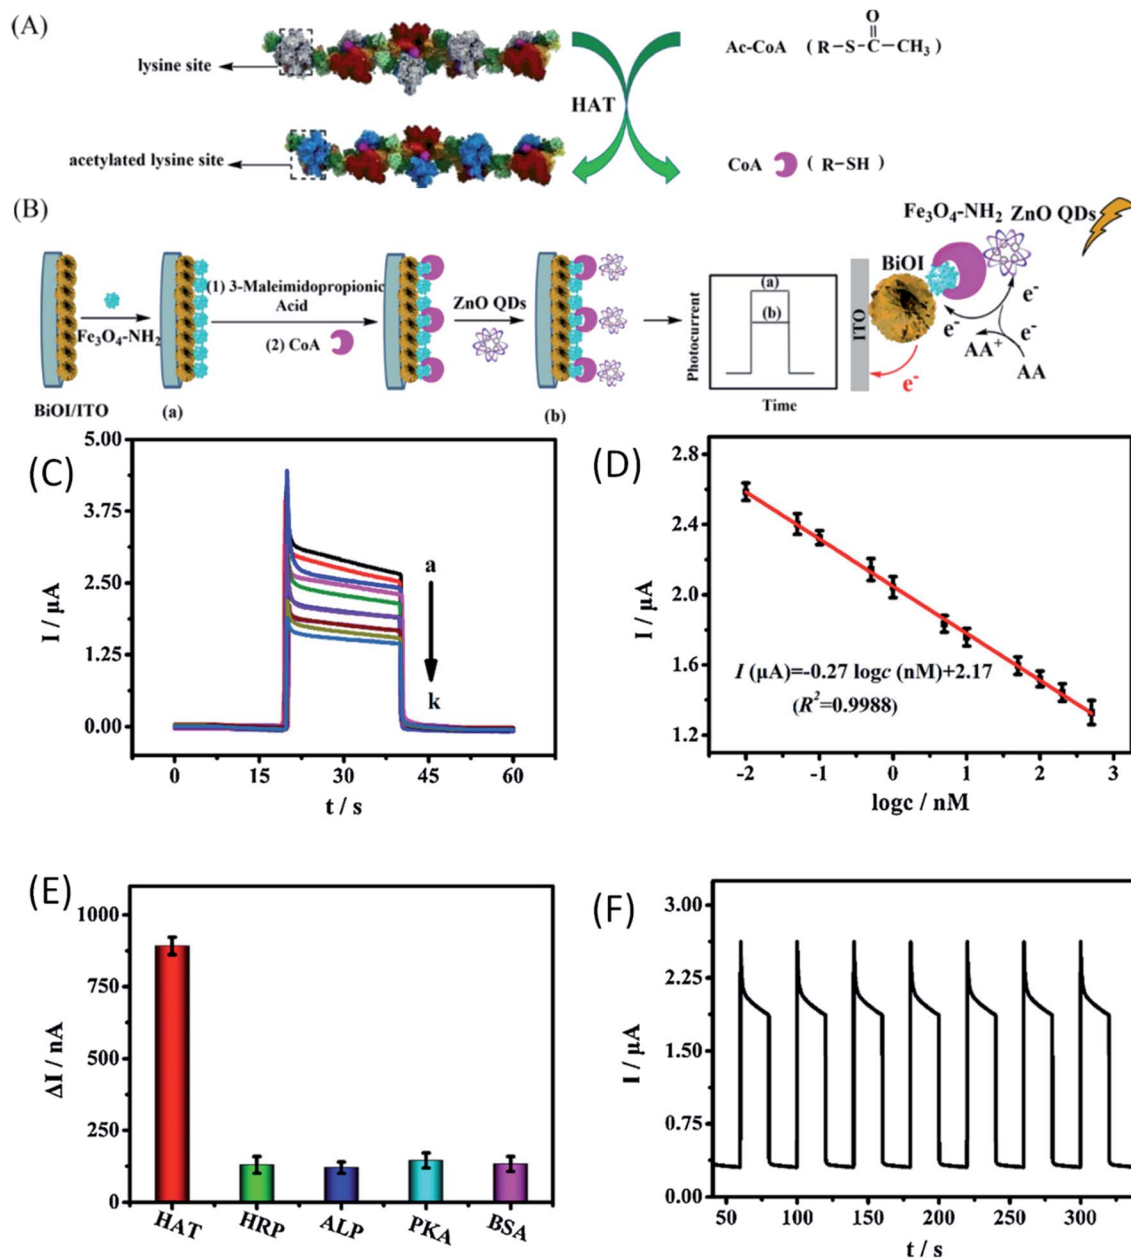 (A)
lysine site
acetylated lysine site
HAT
Ac-CoA ( R–S–C–CH3 )
O
CoA ( R–SH )
(B)
Fe3O4-NH2
BiOI/ITO
(a)
(1) 3-Maleimidopropionic
Acid
(2) CoA
ZnO QDs
(b)
Photocurrent
(a)
(b)
Time
Fe3O4-NH2 ZnO QDs
BiOI
ITO
e-
e-
e-
e-
AA+
AA
(C)
5.00
3.75
2.50
1.25
0.00
I / μA
a
k
0 15 30 45 60
t / s
(D)
2.8
2.4
2.0
1.6
1.2
I / μA
I (μA)=-0.27 logc (nM)+2.17
(R2=0.9988)
-2 -1 0 1 2 3
logc / nM
(E)
1000
750
500
250
0
ΔI / nA
HAT HRP ALP PKA BSA
(F)
3.00
2.25
1.50
0.75
0.00
I / μA
50 100 150 200 250 300
t / s